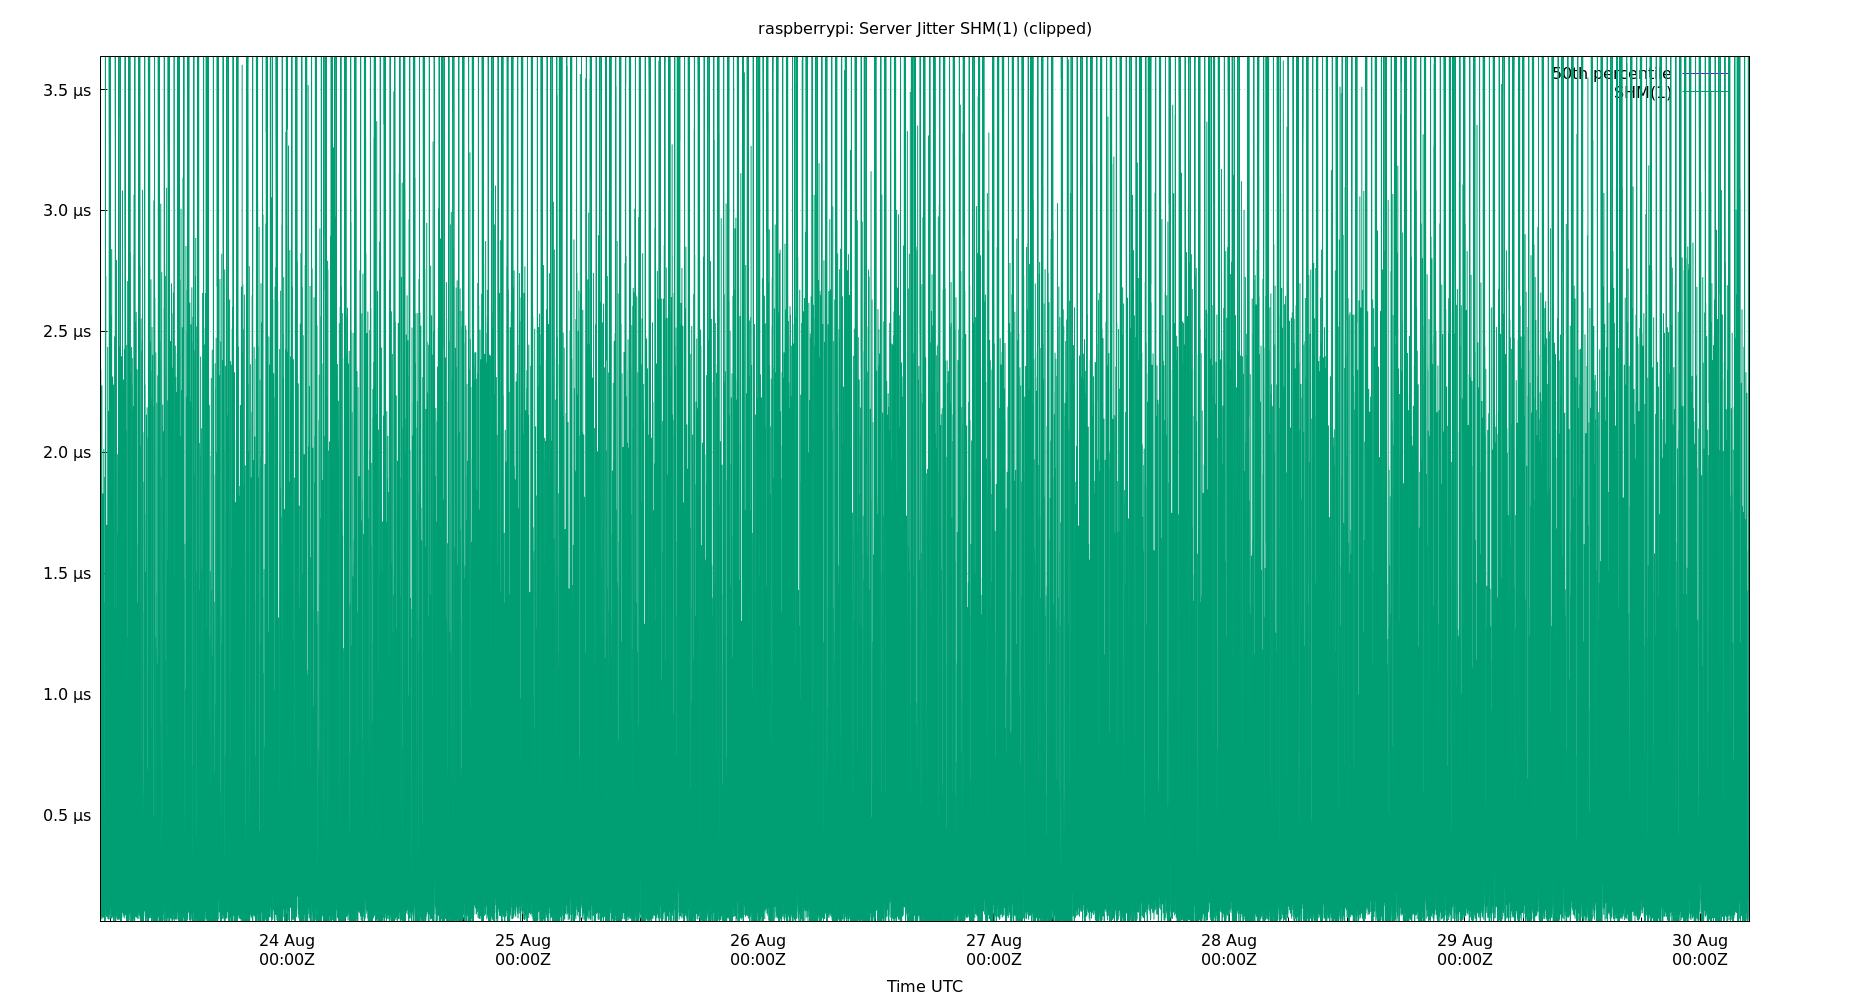 raspberrypi: Server Jitter SHM(1) (clipped)
50th percentile
SHM(1)
3.5 µs
3.0 µs
2.5 µs
2.0 µs
1.5 µs
1.0 µs
0.5 µs
24 Aug 25 Aug 26 Aug 27 Aug 28 Aug 29 Aug 30 Aug
00:00Z 00:00Z 00:00Z 00:00Z 00:00Z 00:00Z 00:00Z
Time UTC